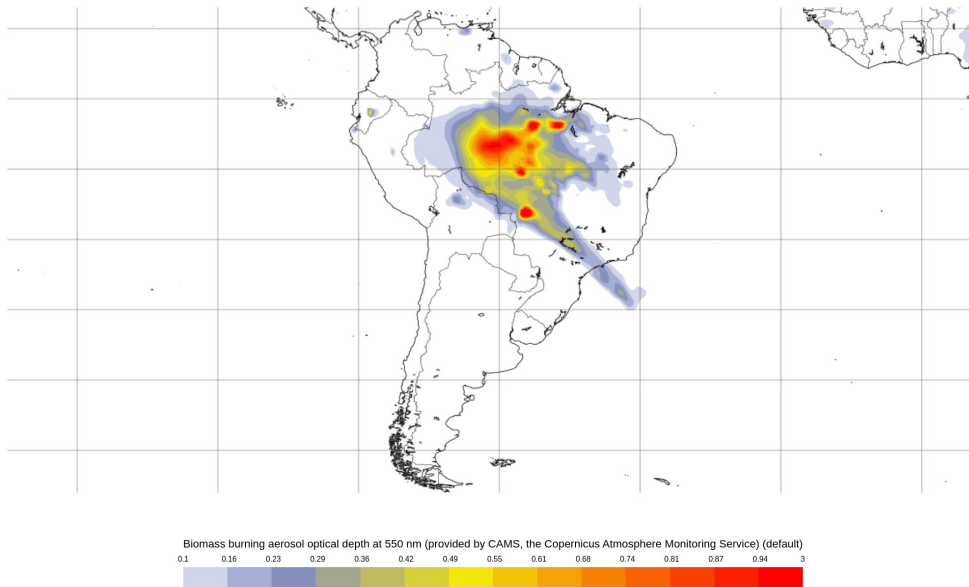 Biomass burning aerosol optical depth at 550 nm (provided by CAMS, the Copernicus Atmosphere Monitoring Service) (default)
0.1 0.16 0.23 0.29 0.36 0.42 0.49 0.55 0.61 0.68 0.74 0.81 0.87 0.94 3